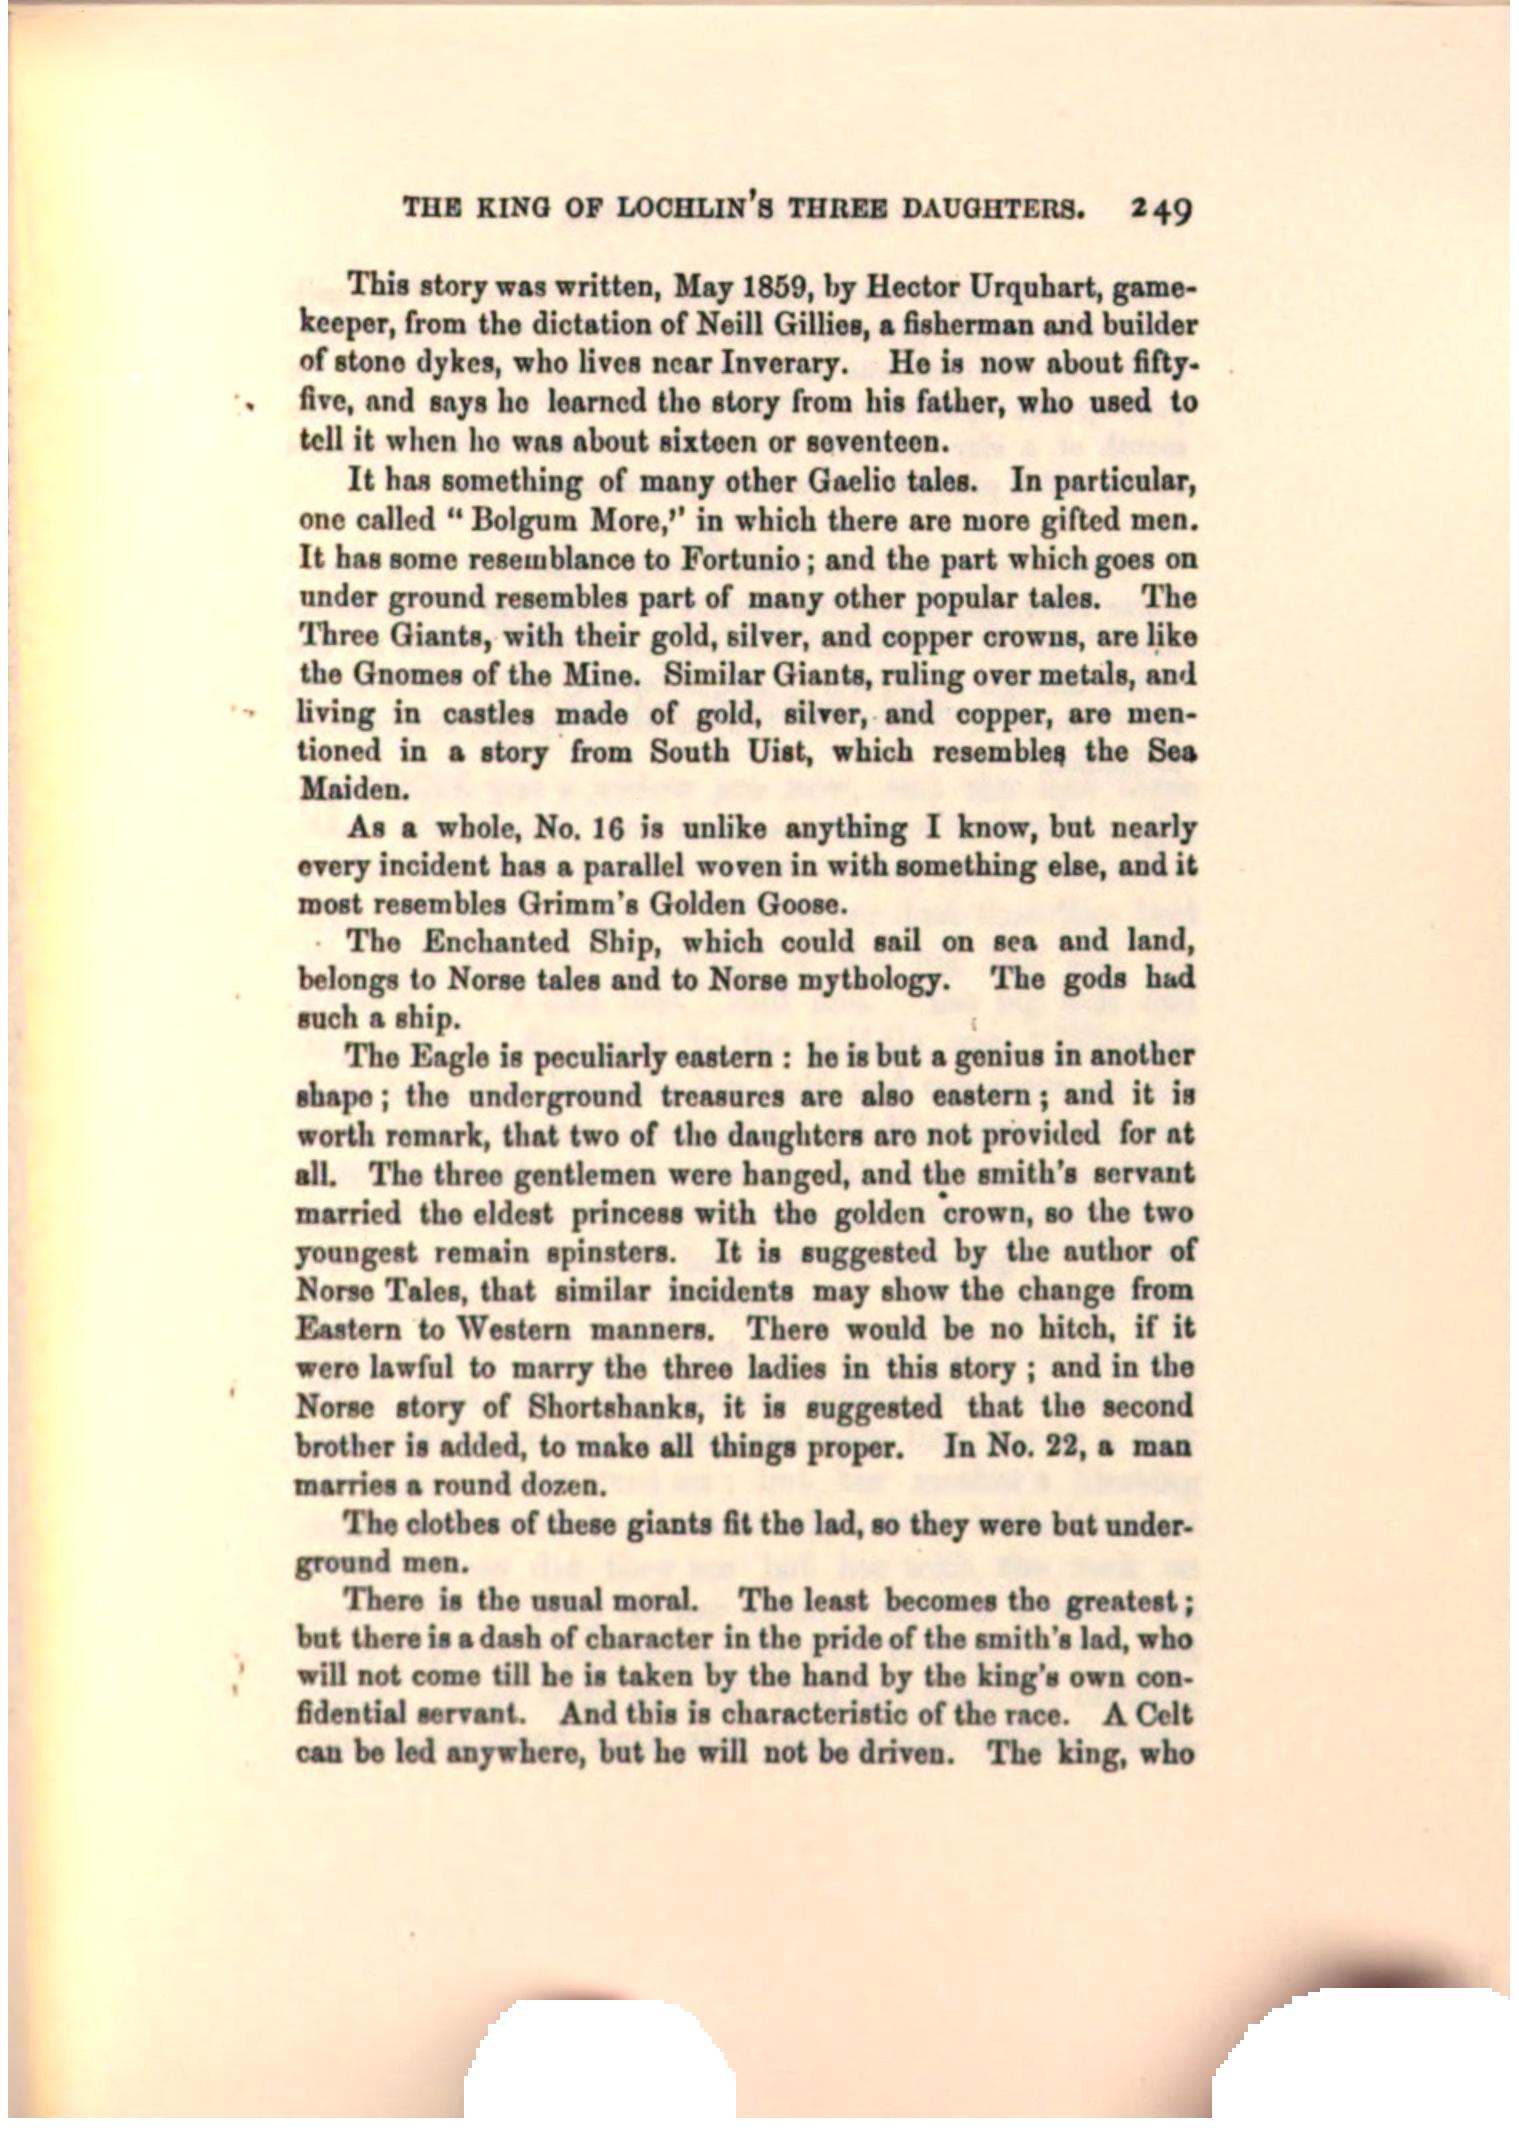 THE KING OF LOCHLIN'S THREE DAUGHTERS. 249
This story was written, May 1859, by Hector Urquhart, game-
keeper, from the dictation of Neill Gillies, a fisherman and builder
of stone dykes, who lives near Inverary. He is now about fifty-
five, and says he learned the story from his father, who used to
tell it when he was about sixteen or seventeen.
It has something of many other Gaelic tales. In particular,
one called " Bolgum More," in which there are more gifted men.
It has some resemblance to Fortunio ; and the part which goes on
under ground resembles part of many other popular tales. The
Three Giants, with their gold, silver, and copper crowns, are like
the Gnomes of the Mine. Similar Giants, ruling over metals, and
living in castles made of gold, silver, and copper, are men-
tioned in a story from South Uist, which resembles the Sea
Maiden.
As a whole, No. 16 is unlike anything I know, but nearly
every incident has a parallel woven in with something else, and it
most resembles Grimm's Golden Goose.
The Enchanted Ship, which could sail on sea and land,
belongs to Norse tales and to Norse mythology. The gods had
such a ship.
The Eagle is peculiarly eastern : he is but a genius in another
shape ; the underground treasures are also eastern ; and it is
worth remark, that two of the daughters are not provided for at
all. The three gentlemen were hanged, and the smith's servant
married the eldest princess with the golden crown, so the two
youngest remain spinsters. It is suggested by the author of
Norse Tales, that similar incidents may show the change from
Eastern to Western manners. There would be no hitch, if it
were lawful to marry the three ladies in this story ; and in the
Norse story of Shortshanks, it is suggested that the second
brother is added, to make all things proper. In No. 22, a man
marries a round dozen.
The clothes of these giants fit the lad, so they were but under-
ground men.
There is the usual moral. The least becomes the greatest ;
but there is a dash of character in the pride of the smith's lad, who
will not come till he is taken by the hand by the king's own con-
fidential servant. And this is characteristic of the race. A Celt
can be led anywhere, but he will not be driven. The king, who